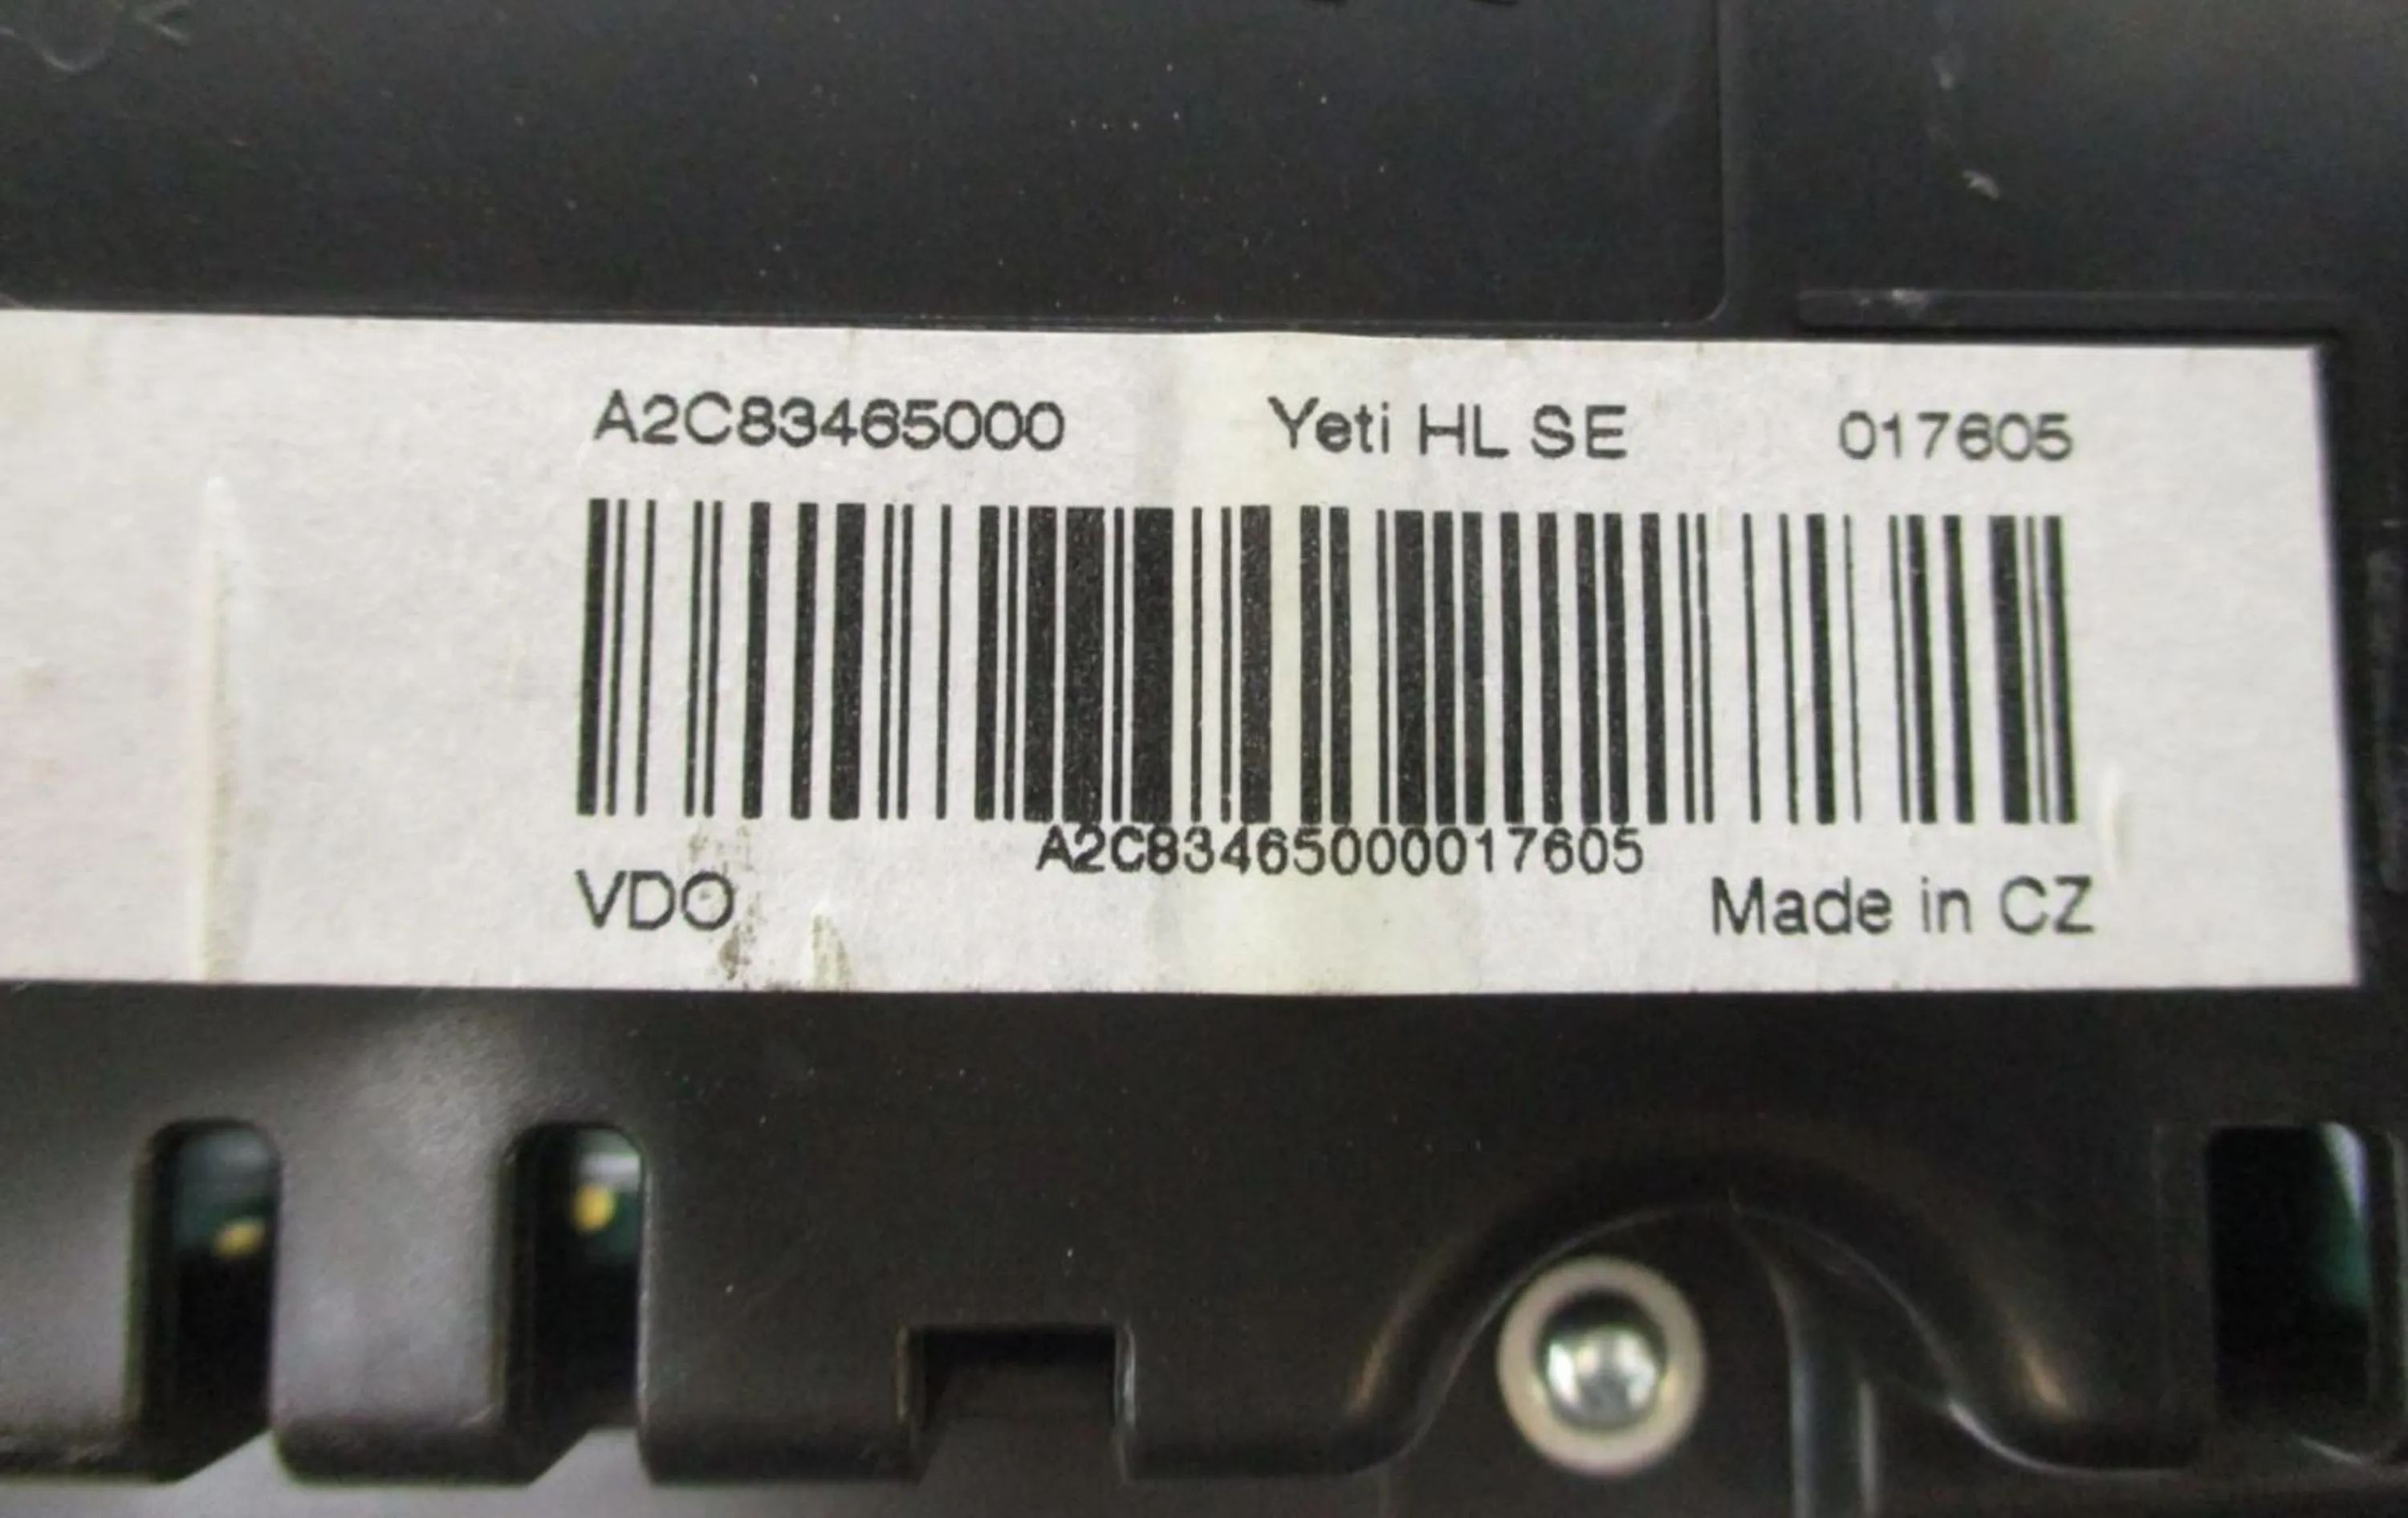 A2C83465000 Yeti HL SE 017605
A2C83465000017605
VDO Made in CZ